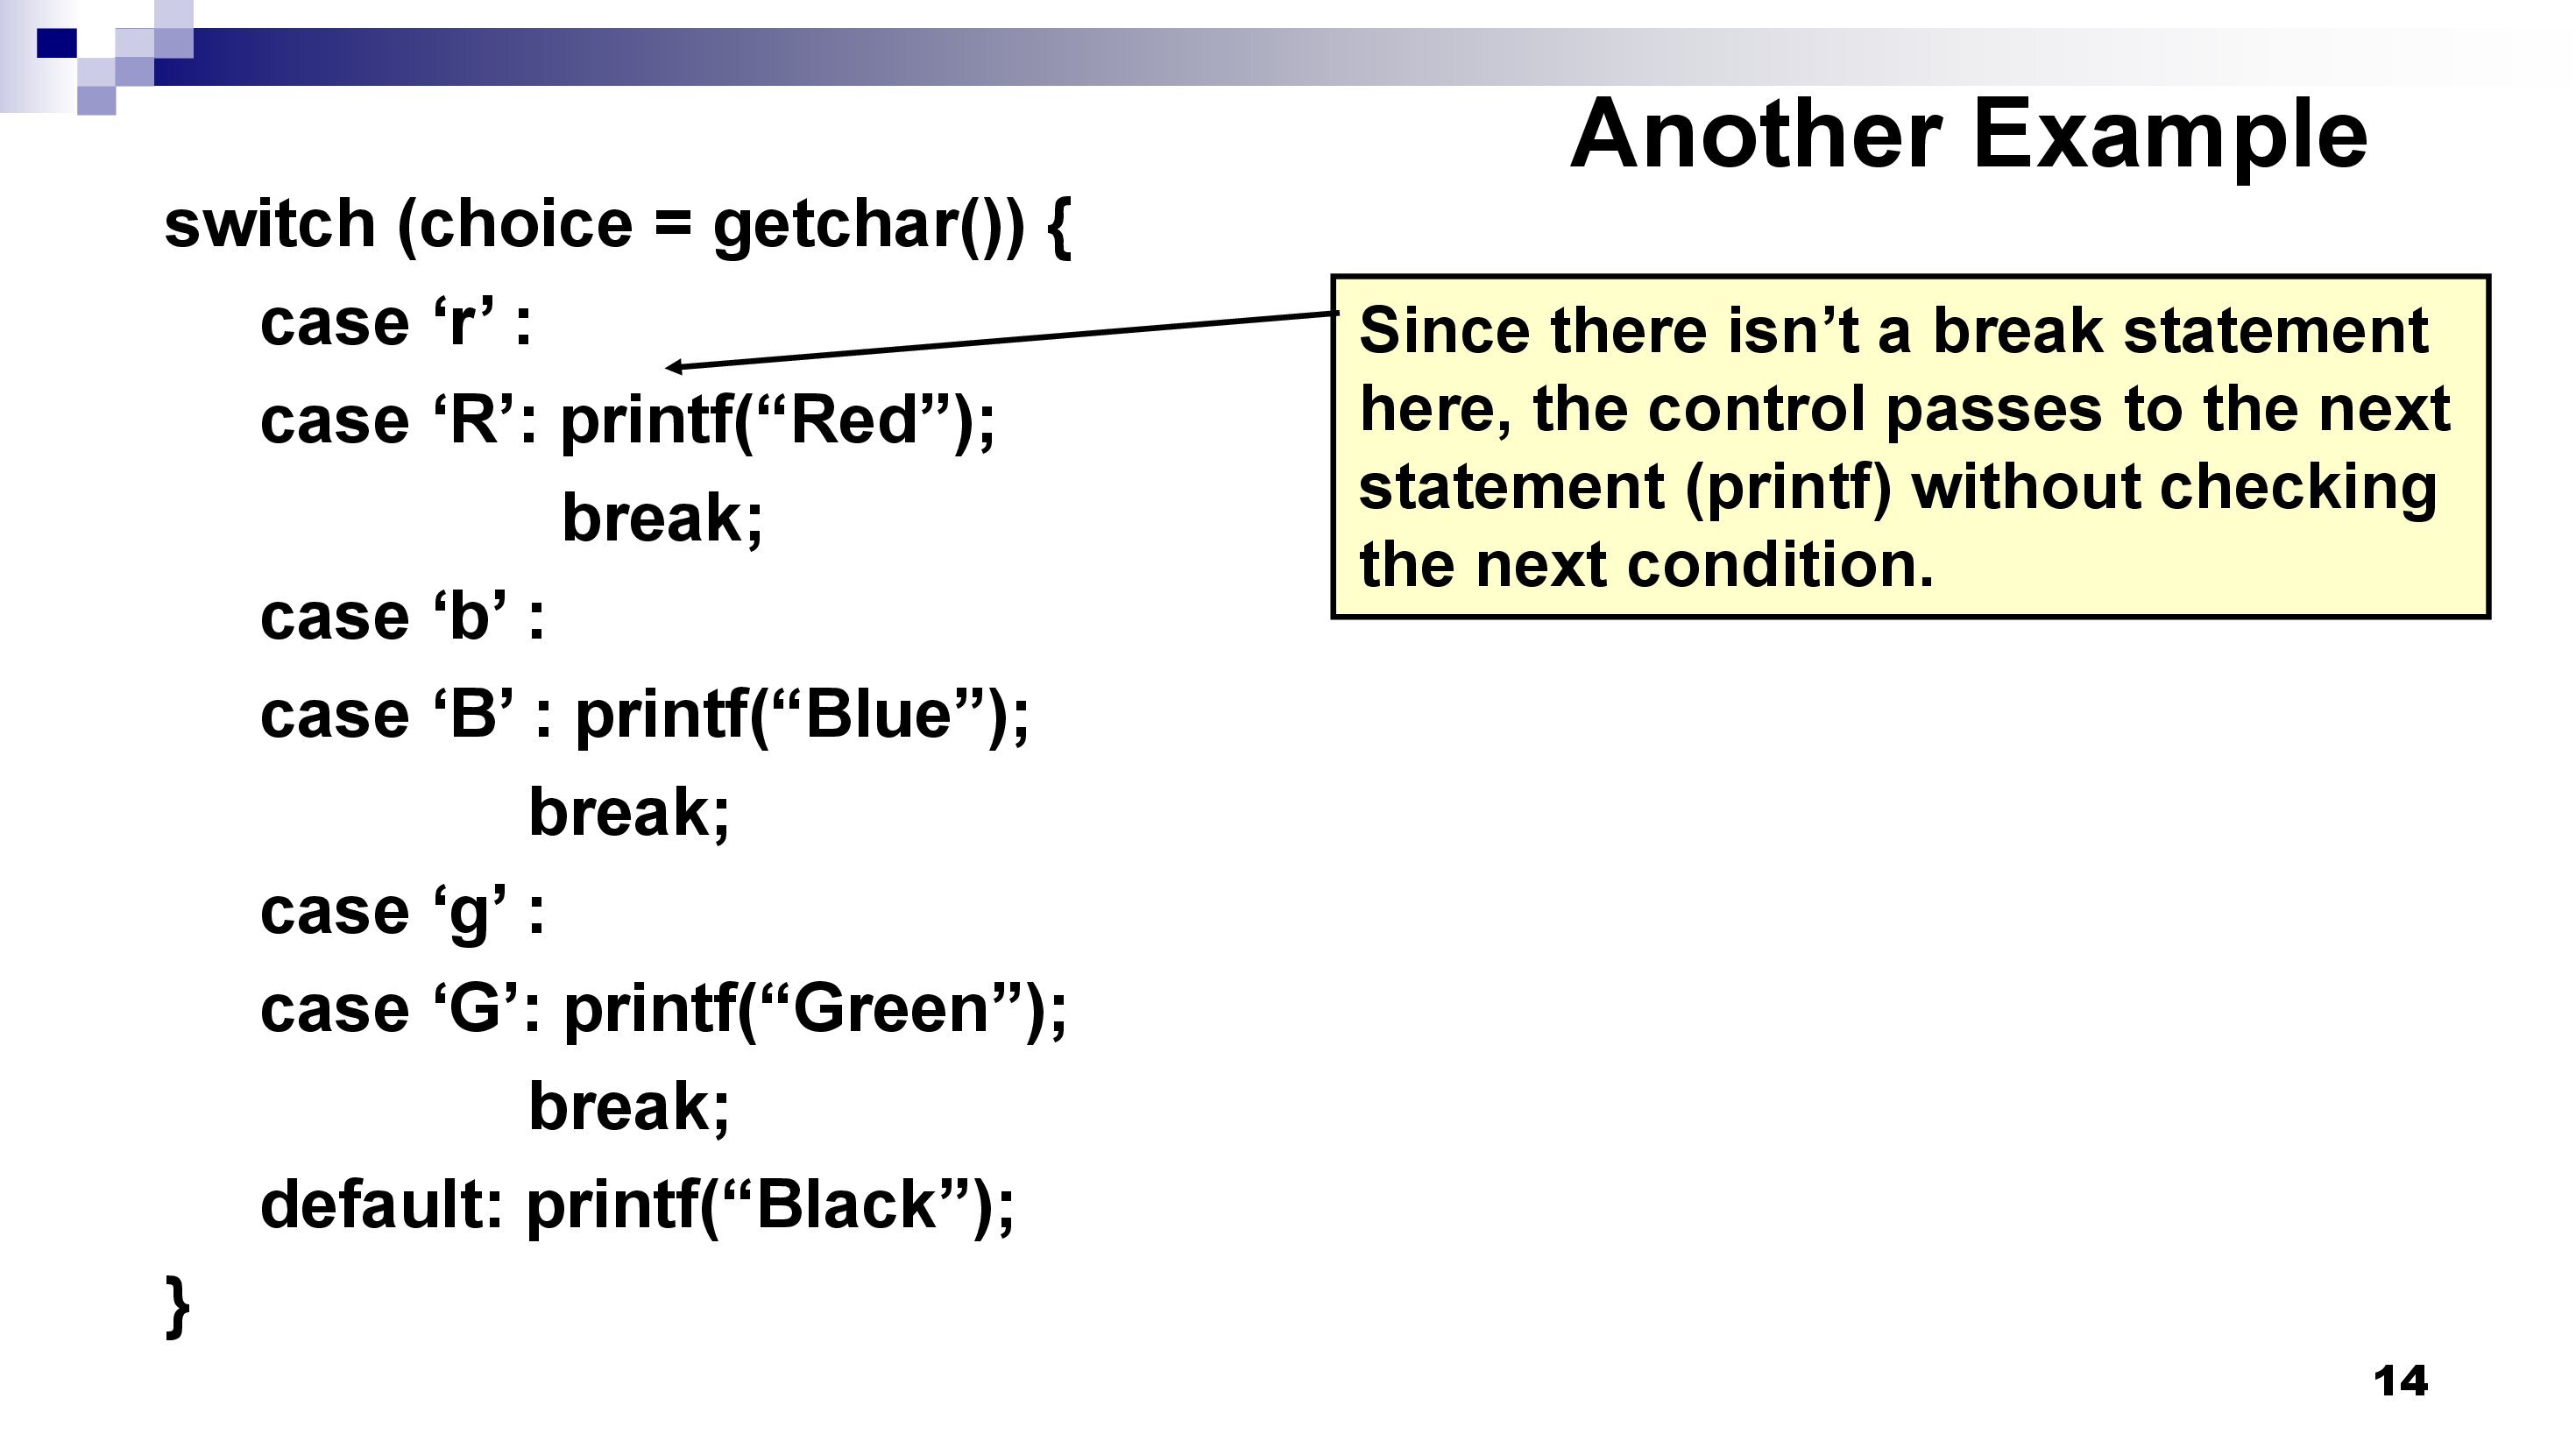 Another Example
switch (choice = getchar()) {
case ‘r’ :
case ‘R’: printf(“Red”);
break;
case ‘b’ :
case ‘B’ : printf(“Blue”);
break;
case ‘g’ :
case ‘G’: printf(“Green”);
break;
default: printf(“Black”);
}
Since there isn’t a break statement
here, the control passes to the next
statement (printf) without checking
the next condition.
14